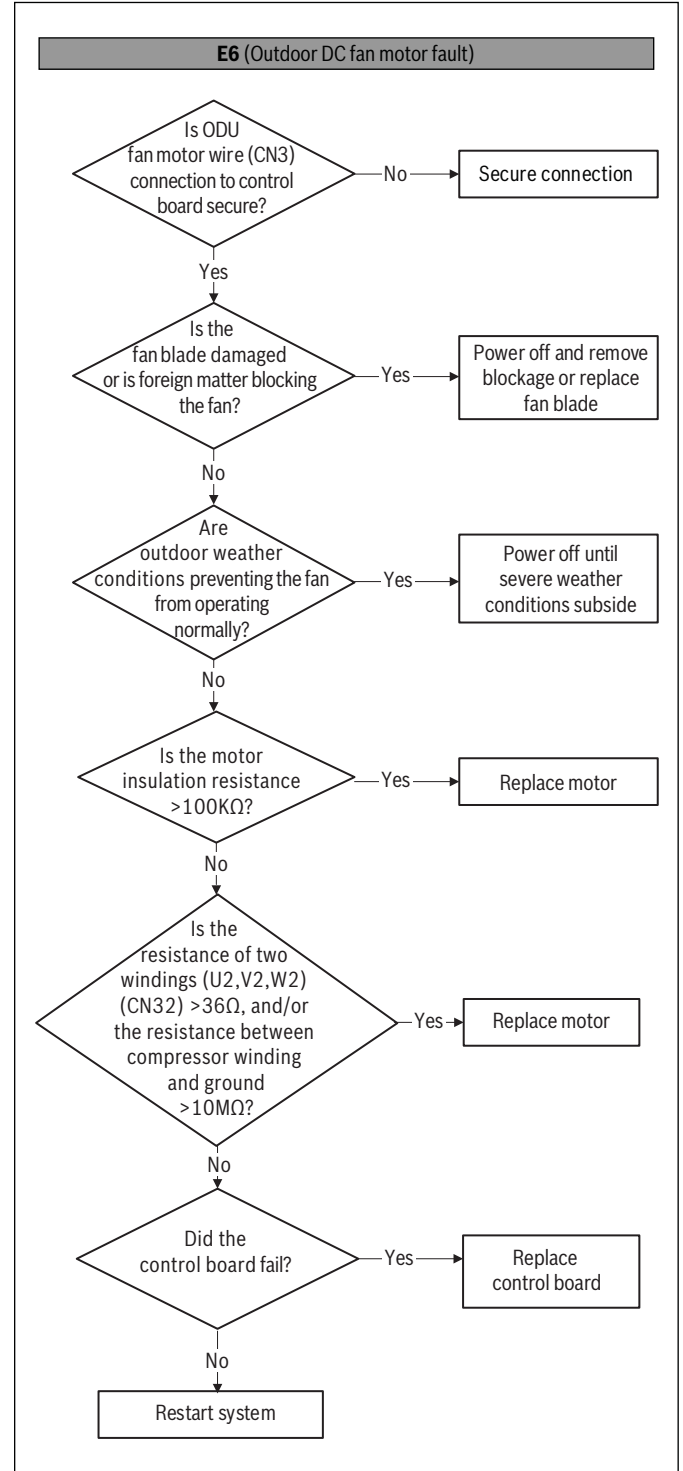 E6 (Outdoor DC fan motor fault)
Is ODU
fan motor wire (CN3)
connection to control
board secure?
No
Secure connection
Yes
Is the
fan blade damaged
or is foreign matter blocking
the fan?
Yes
Power off and remove
blockage or replace
fan blade
No
Are
outdoor weather
conditions preventing the fan
from operating
normally?
Yes
Power off until
severe weather
conditions subside
No
Is the motor
insulation resistance
>100KΩ?
Yes
Replace motor
No
Is the
resistance of two
windings (U2,V2,W2)
(CN32) >36Ω, and/or
the resistance between
compressor winding
and ground
>10MΩ?
Yes
Replace motor
No
Did the
control board fail?
Yes
Replace
control board
No
Restart system